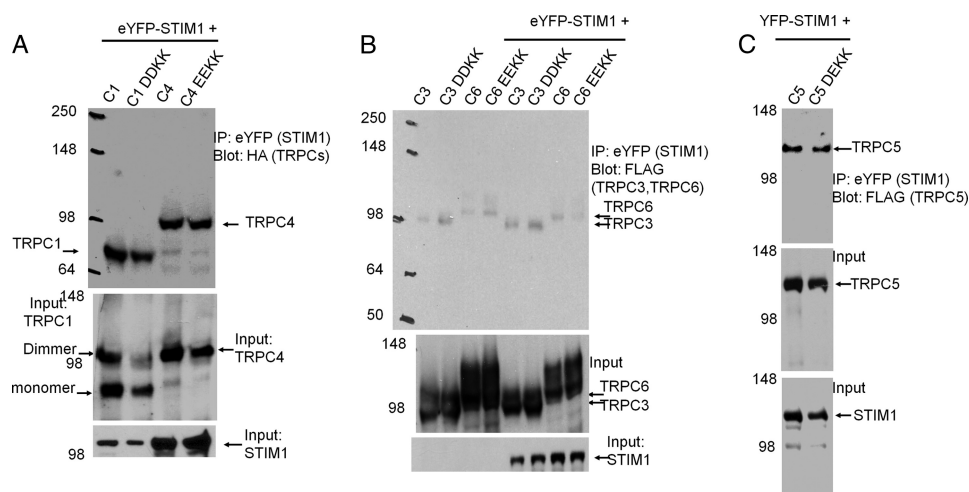 A
eYFP-STIM1 +
C1
C1 DDKK
C4
C4 EEKK
250
148
98
64
IP: eYFP (STIM1)
Blot: HA (TRPCs)
TRPC4
TRPC1
148
Input:
TRPC1
Dimmer
98
monomer
Input:
TRPC4
98
Input:
STIM1
B
eYFP-STIM1 +
C3
C3 DDKK
C6
C6 EEKK
C3
C3 DDKK
C6
C6 EEKK
250
148
98
64
50
IP: eYFP (STIM1)
Blot: FLAG
(TRPC3,TRPC6)
TRPC6
TRPC3
148
98
Input
TRPC6
TRPC3
Input:
STIM1
C
YFP-STIM1 +
C5
C5 DEKK
148
98
TRPC5
IP: eYFP (STIM1)
Blot: FLAG (TRPC5)
148
98
Input
TRPC5
148
98
Input
STIM1